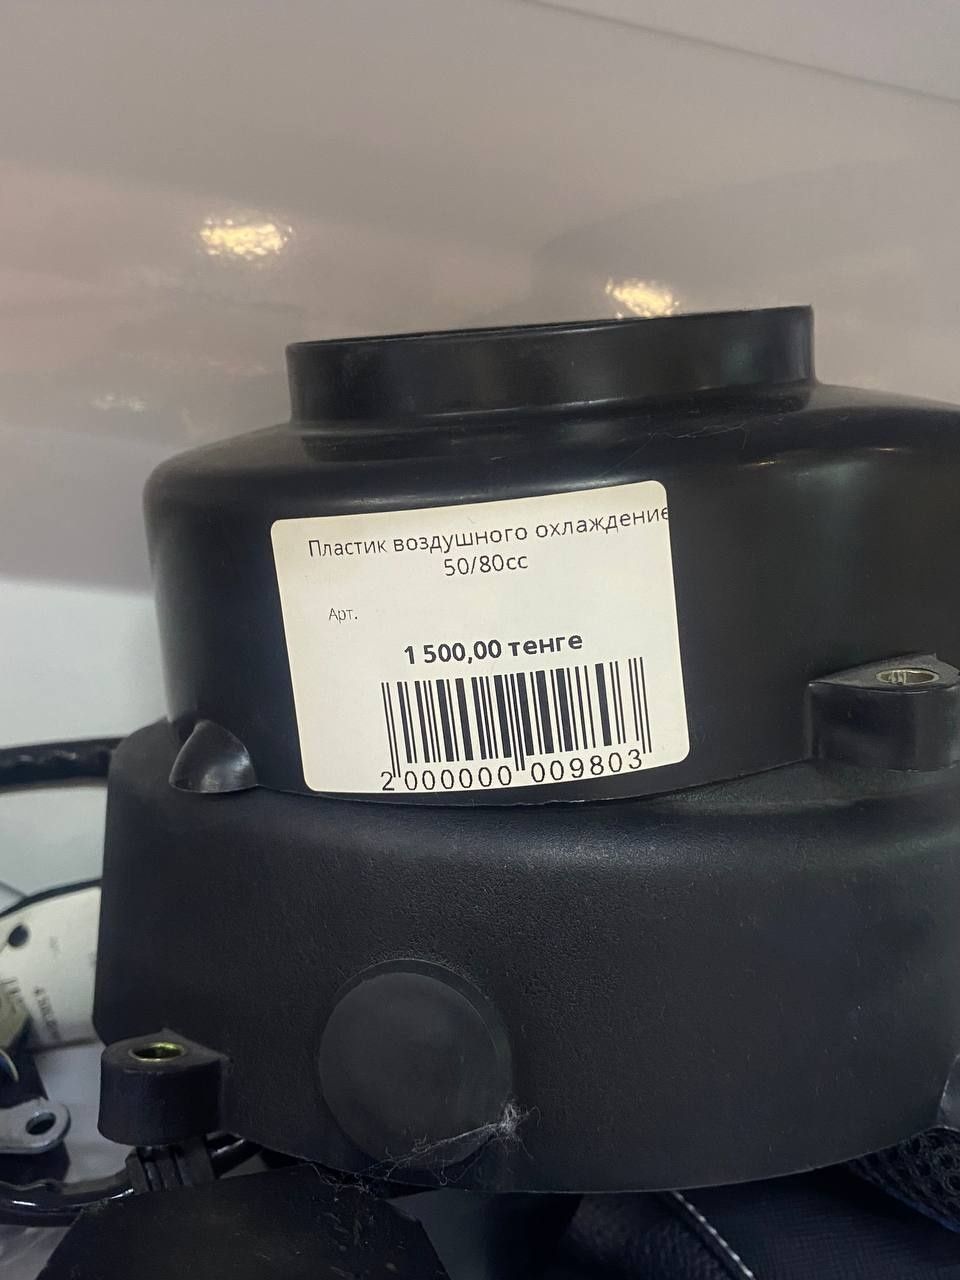 Пластик воздушного охлаждение
50/80сс
Арт.
1 500,00 тенге
2 000000 009803